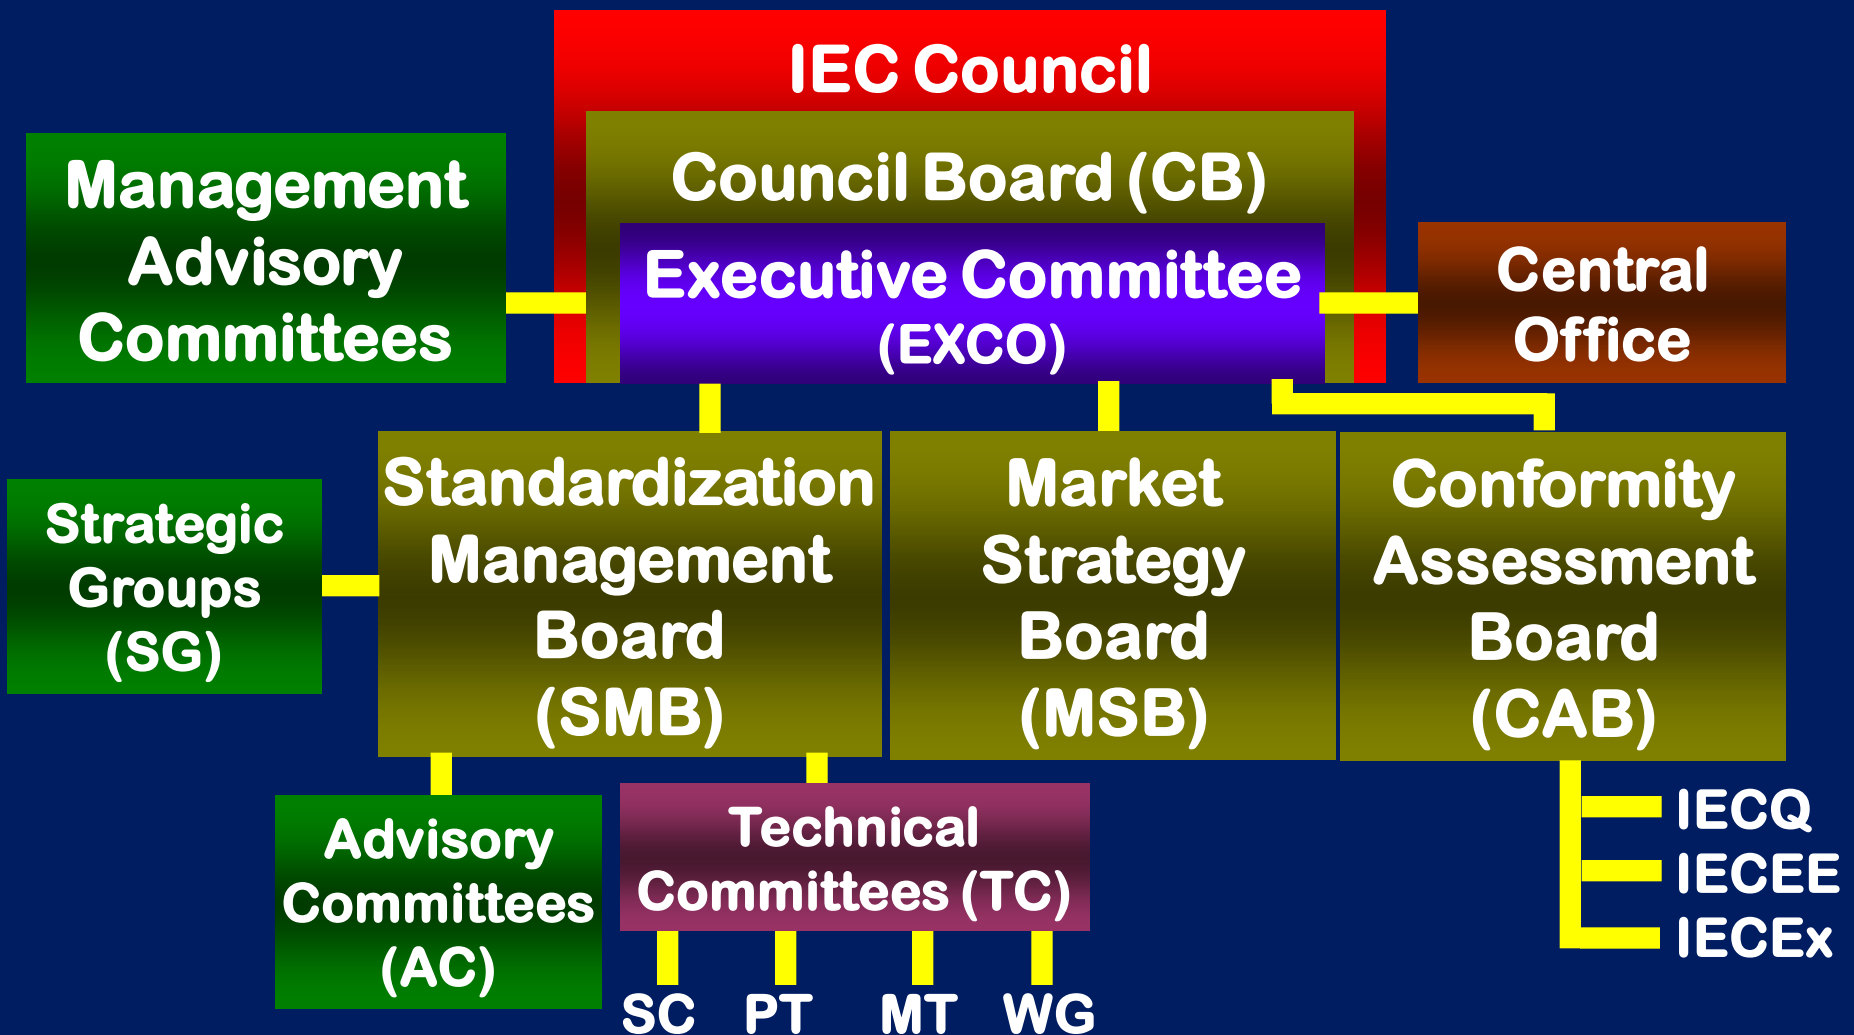 IEC Council
Council Board (CB)
Executive Committee
(EXCO)
Management
Advisory
Committees
Central
Office
Strategic
Groups
(SG)
Standardization
Management
Board
(SMB)
Market
Strategy
Board
(MSB)
Conformity
Assessment
Board
(CAB)
Advisory
Committees
(AC)
Technical
Committees (TC)
SC PT MT WG
IECQ
IECEE
IECEx